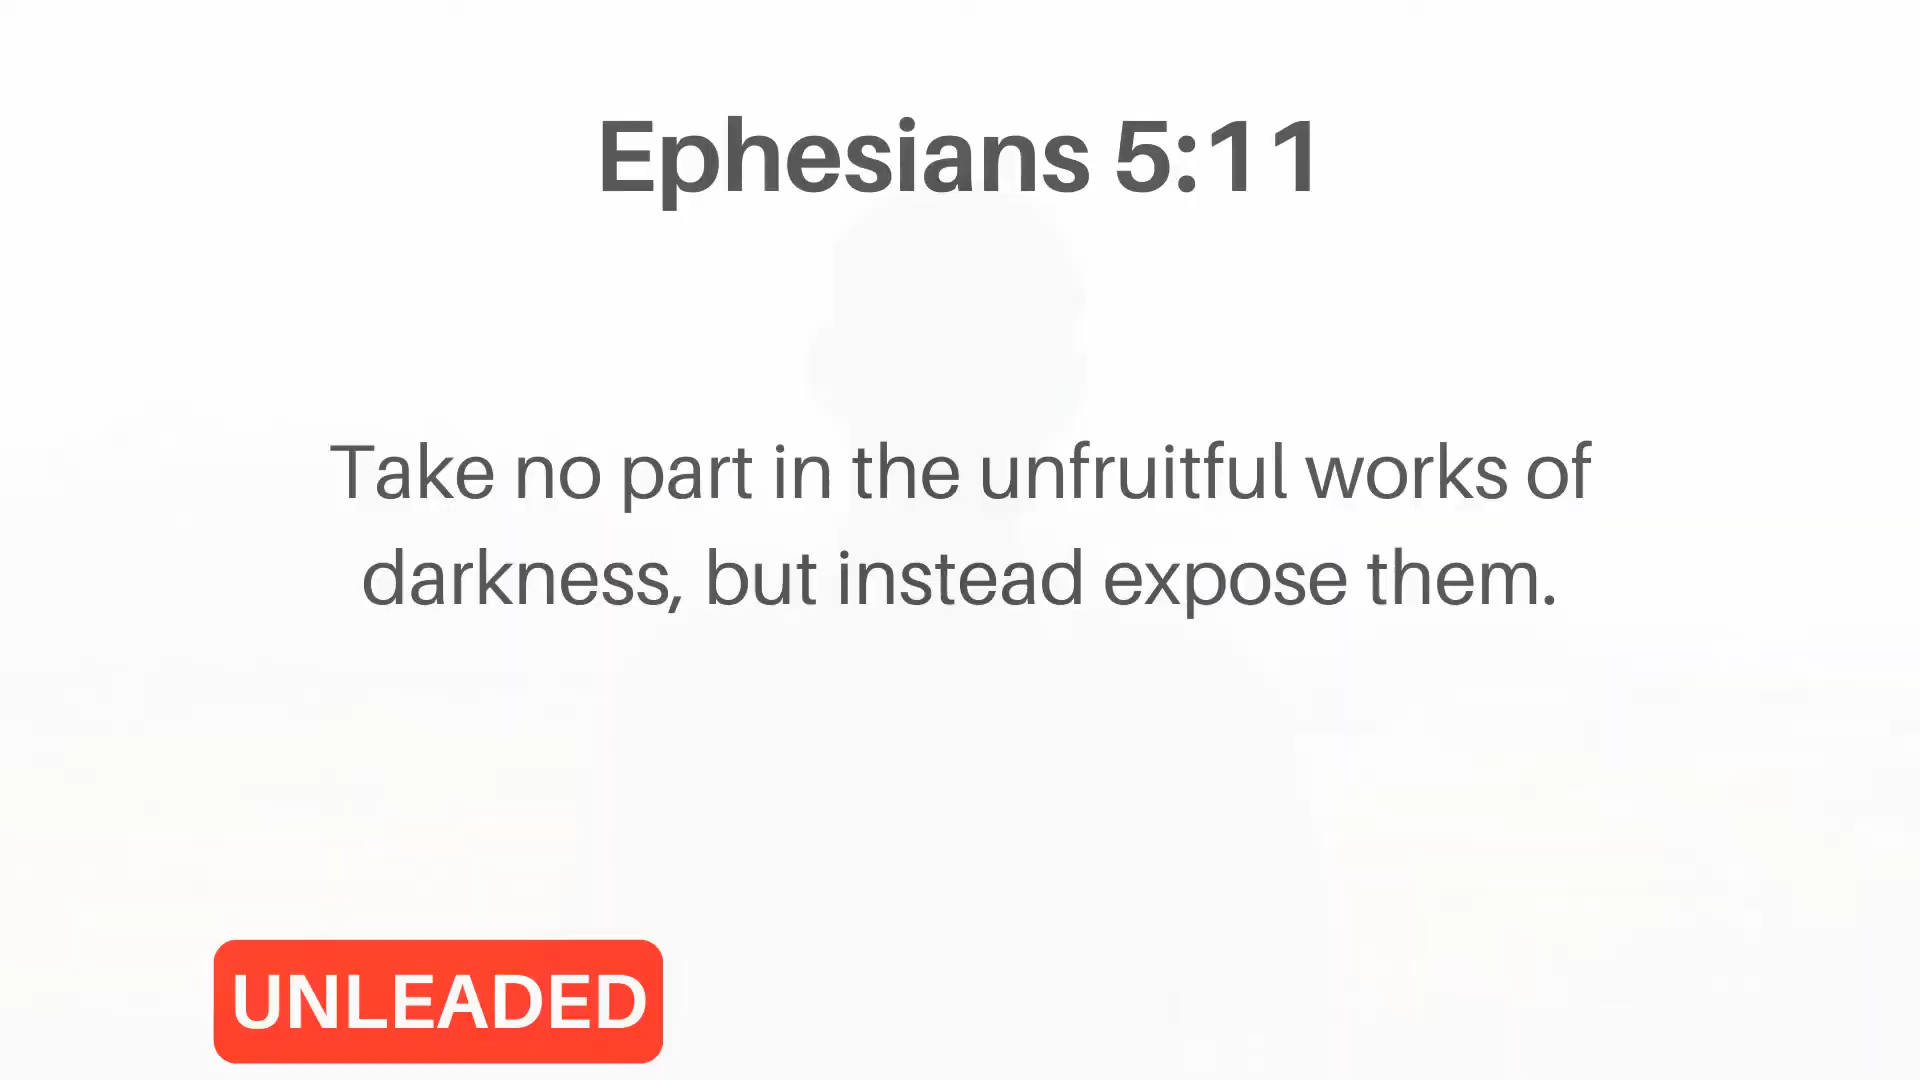 Ephesians 5:11
Take no part in the unfruitful works of
darkness, but instead expose them.
UNLEADED